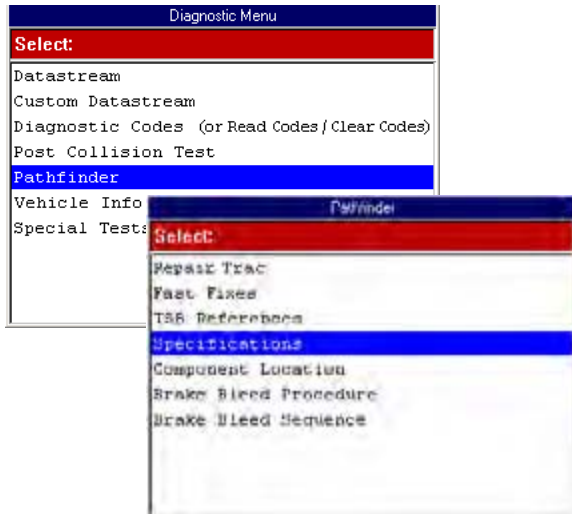 Diagnostic Menu
Select:
Datastream
Custom Datastream
Diagnostic Codes (or Read Codes / Clear Codes)
Post Collision Test
Pathfinder
Vehicle Info
Special Tests
Pathfinder
Select:
Repair Trac
Fast Fixes
TSB References
Specifications
Component Location
Brake Bleed Procedure
Brake Bleed Sequence